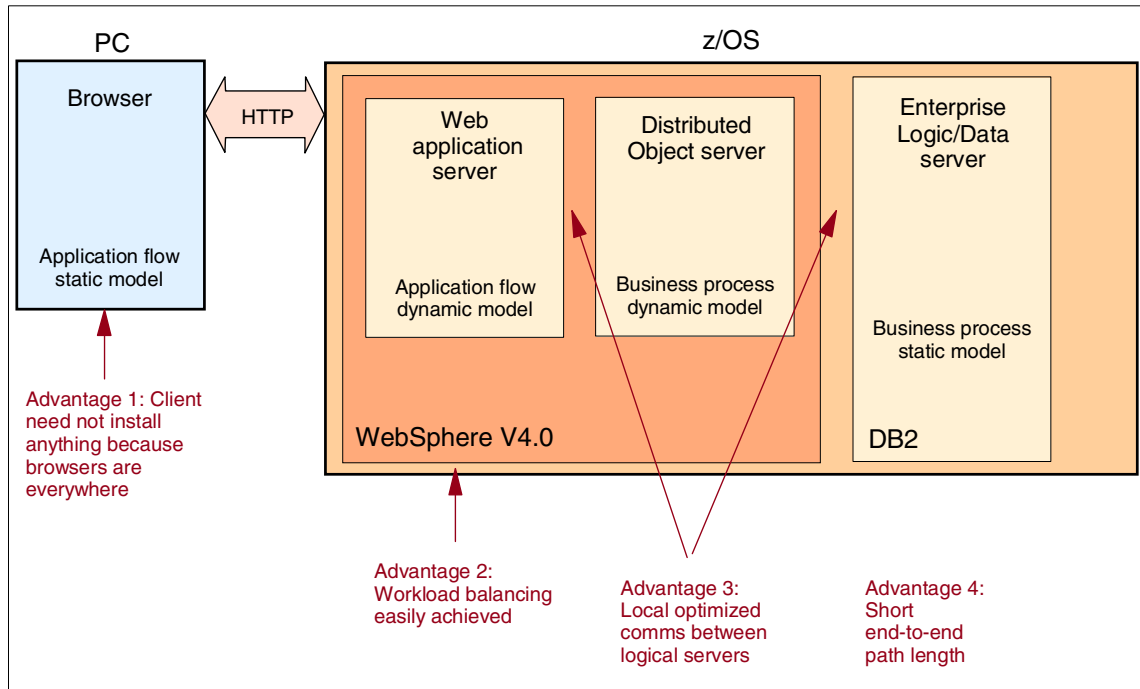 PC
z/OS
Browser
HTTP
Web
application
server
Distributed
Object server
Enterprise
Logic/Data
server
Application flow
static model
Application flow
dynamic model
Business process
dynamic model
Business process
static model
WebSphere V4.0
DB2
Advantage 1: Client
need not install
anything because
browsers are
everywhere
Advantage 2:
Workload balancing
easily achieved
Advantage 3:
Local optimized
comms between
logical servers
Advantage 4:
Short
end-to-end
path length